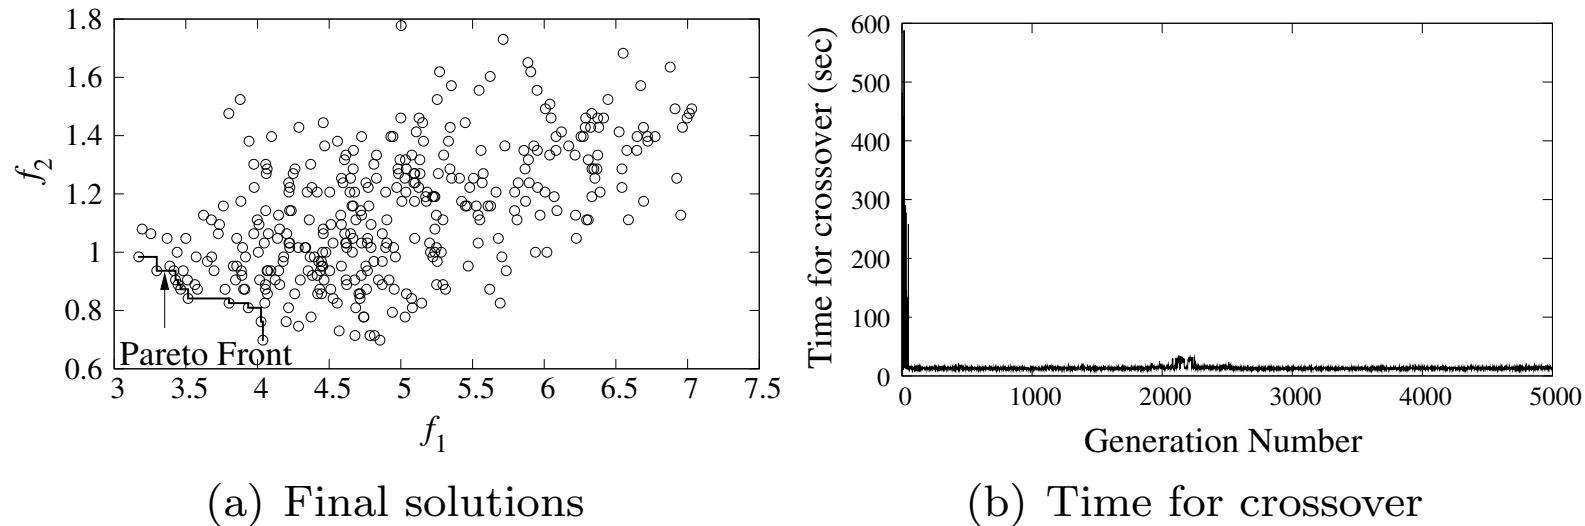 1.8
1.6
1.4
1.2
1
0.8
0.6
f2
Pareto Front
3 3.5 4 4.5 5 5.5 6 6.5 7 7.5
f1
(a) Final solutions
600
500
400
300
200
100
0
Time for crossover (sec)
0 1000 2000 3000 4000 5000
Generation Number
(b) Time for crossover